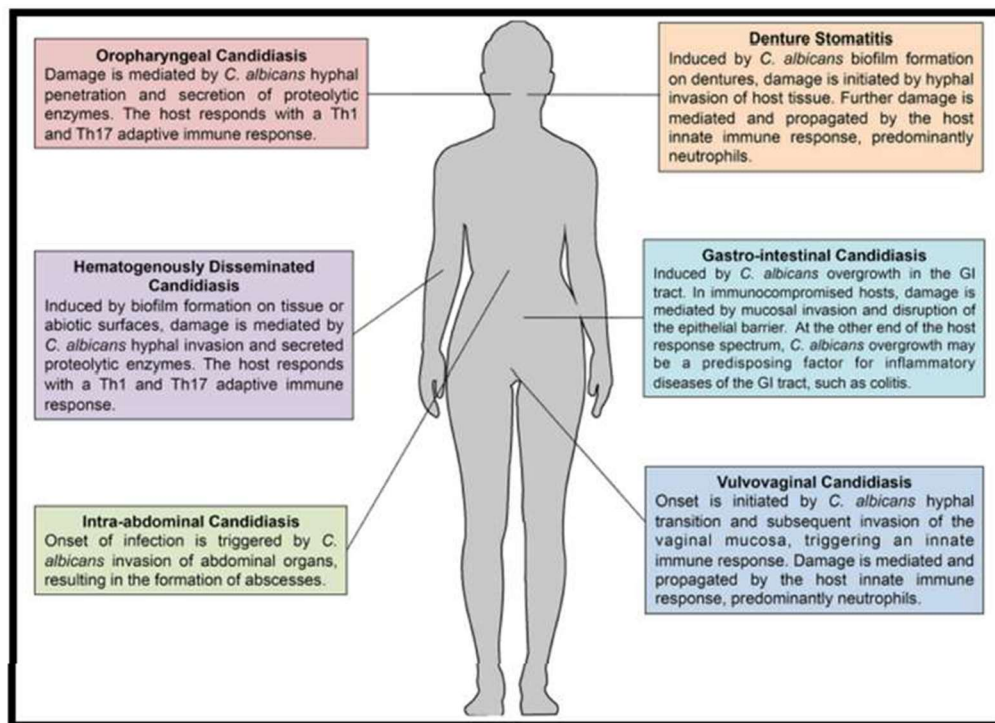 Oropharyngeal Candidiasis
Damage is mediated by C. albicans hyphal
penetration and secretion of proteolytic
enzymes. The host responds with a Th1
and Th17 adaptive immune response.
Denture Stomatitis
Induced by C. albicans biofilm formation
on dentures, damage is initiated by hyphal
invasion of host tissue. Further damage is
mediated and propagated by the host
innate immune response, predominantly
neutrophils.
Hematogenously Disseminated
Candidiasis
Induced by biofilm formation on tissue or
abiotic surfaces, damage is mediated by
C. albicans hyphal invasion and secreted
proteolytic enzymes. The host responds
with a Th1 and Th17 adaptive immune
response.
Gastro-intestinal Candidiasis
Induced by C. albicans overgrowth in the GI
tract. In immunocompromised hosts, damage is
mediated by mucosal invasion and disruption of
the epithelial barrier. At the other end of the host
response spectrum, C. albicans overgrowth may
be a predisposing factor for inflammatory
diseases of the GI tract, such as colitis.
Intra-abdominal Candidiasis
Onset of infection is triggered by C.
albicans invasion of abdominal organs,
resulting in the formation of abscesses.
Vulvovaginal Candidiasis
Onset is initiated by C. albicans hyphal
transition and subsequent invasion of the
vaginal mucosa, triggering an innate
immune response. Damage is mediated and
propagated by the host innate immune
response, predominantly neutrophils.